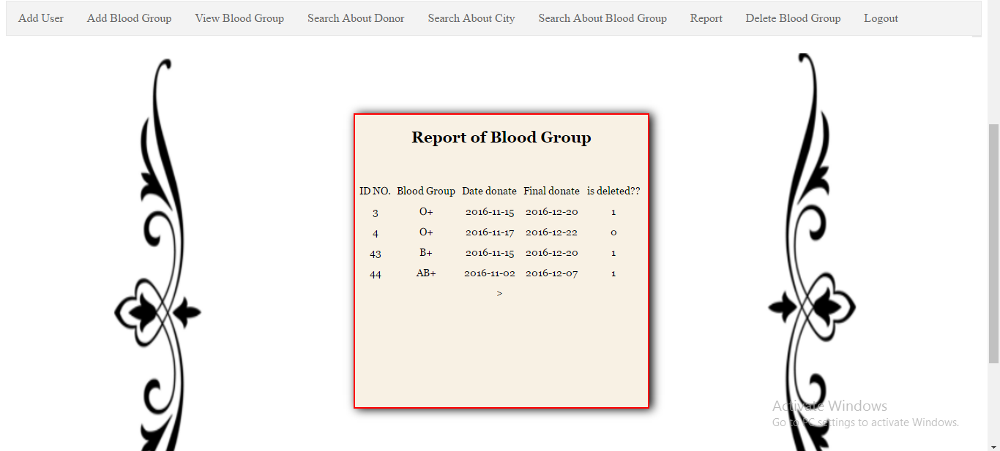 Add User Add Blood Group View Blood Group Search About Donor Search About City Search About Blood Group Report Delete Blood Group Logout
Report of Blood Group
ID NO. Blood Group Date donate Final donate is deleted??
3 O+ 2016-11-15 2016-12-20 1
4 O+ 2016-11-17 2016-12-22 0
43 B+ 2016-11-15 2016-12-20 1
44 AB+ 2016-11-02 2016-12-07 1
>
Activate Windows
Go to PC settings to activate Windows.